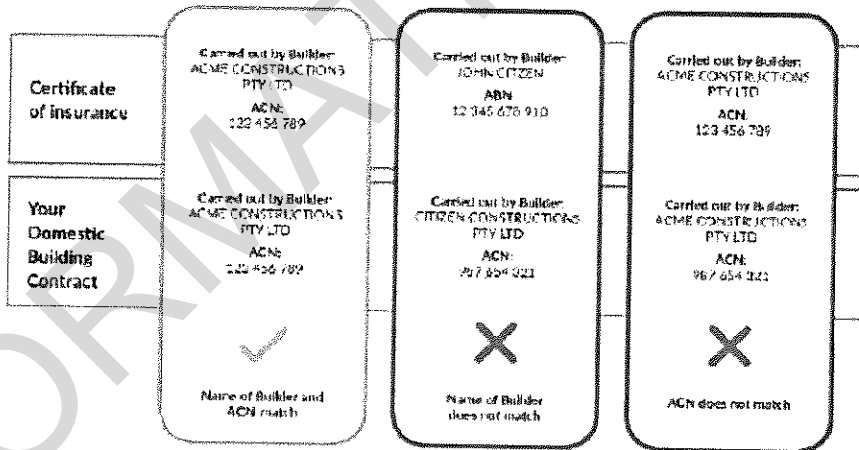 Certificate
of insurance
Carried out by Builder:
ACME CONSTRUCTIONS
PTY LTD
ACN:
123 456 789
Carried out by Builder:
JOHN CITZEN
ABN
12 345 678 910
Carried out by Builder:
ACME CONSTRUCTIONS
PTY LTD
ACN:
123 456 789
Your
Domestic
Building
Contract
Carried out by Builder:
ACME CONSTRUCTIONS
PTY LTD
ACN:
123 456 789
Carried out by Builder:
CITIZEN CONSTRUCTIONS
PTY LTD
ACN:
987 654 321
Carried out by Builder:
ACME CONSTRUCTIONS
PTY LTD
ACN:
987 654 321
Name of Builder and
ACN match
Name of Builder
does not match
ACN does not match